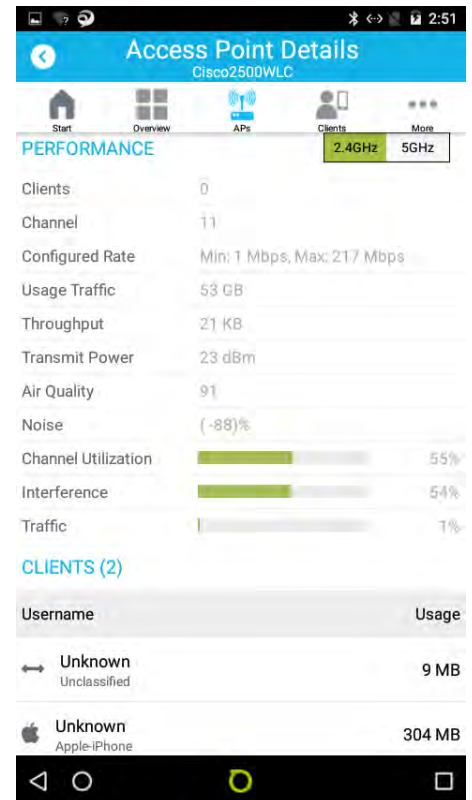 2:51
Access Point Details
Cisco2500WLC
Start Overview APs Clients More
PERFORMANCE 2.4GHz 5GHz
Clients 0
Channel 11
Configured Rate Min: 1 Mbps, Max: 217 Mbps
Usage Traffic 53 GB
Throughput 21 KB
Transmit Power 23 dBm
Air Quality 91
Noise (-88)%
Channel Utilization 55%
Interference 54%
Traffic 1%
CLIENTS (2)
Username Usage
Unknown 9 MB
Unclassified
Unknown 304 MB
Apple-iPhone